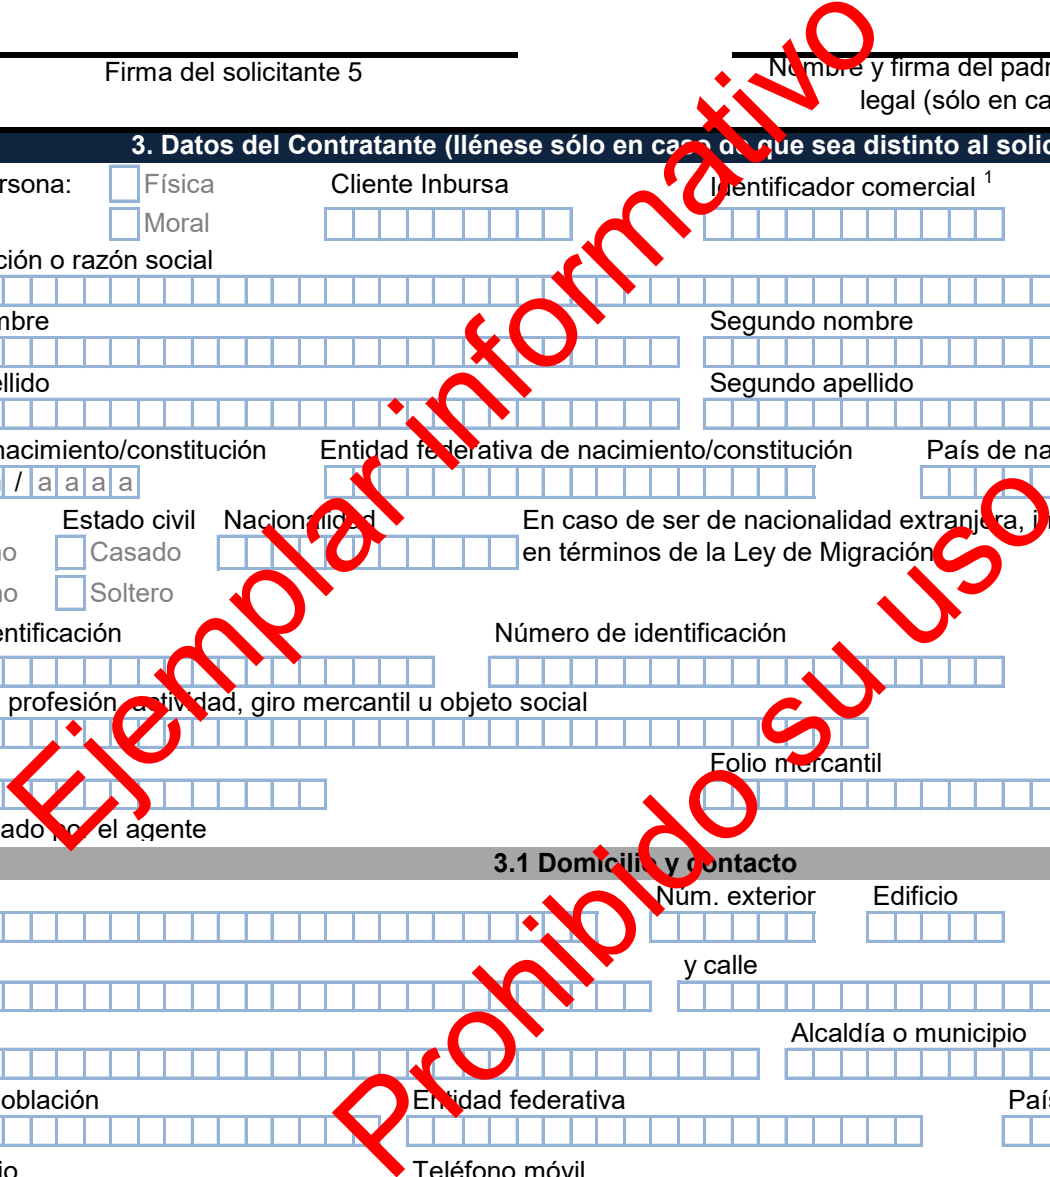 Firma del solicitante 5
Nombre y firma del padr
legal (sólo en ca
3. Datos del Contratante (llénese sólo en caso de que sea distinto al solic
rsona:
Física
Cliente Inbursa
Identificador comercial 1
Moral
ción o razón social
mbre
Segundo nombre
ellido
Segundo apellido
nacimiento/constitución
Entidad federativa de nacimiento/constitución
País de na
/ a a a a
Estado civil
Nacionalidad
En caso de ser de nacionalidad extranjera, in
no
Casado
en términos de la Ley de Migración
no
Soltero
entificación
Número de identificación
profesión, actividad, giro mercantil u objeto social
Folio mercantil
ado por el agente
3.1 Domicilio y contacto
Núm. exterior
Edificio
y calle
Alcaldía o municipio
oblación
Entidad federativa
País
io
Teléfono móvil
Ejemplar informativo
Prohibido su uso